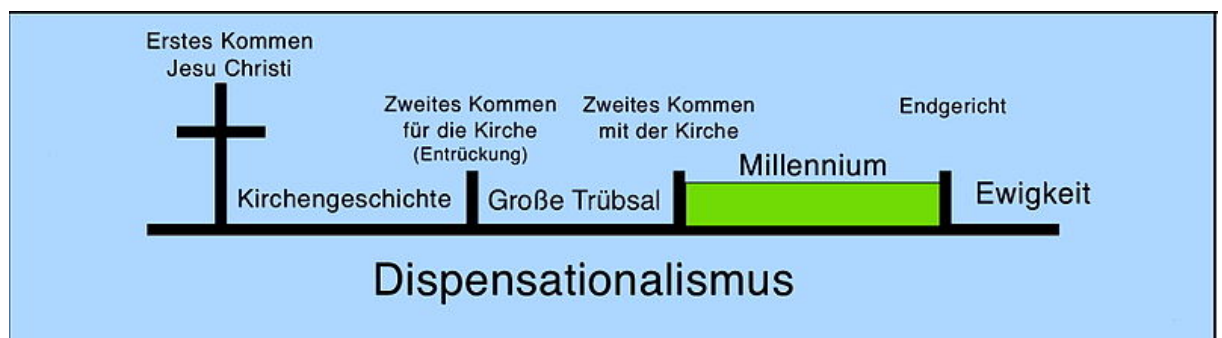 Erstes Kommen
Jesu Christi
Zweites Kommen
für die Kirche
(Entrückung)
Zweites Kommen
mit der Kirche
Endgericht
Kirchengeschichte
Große Trübsal
Millennium
Ewigkeit
Dispensationalismus